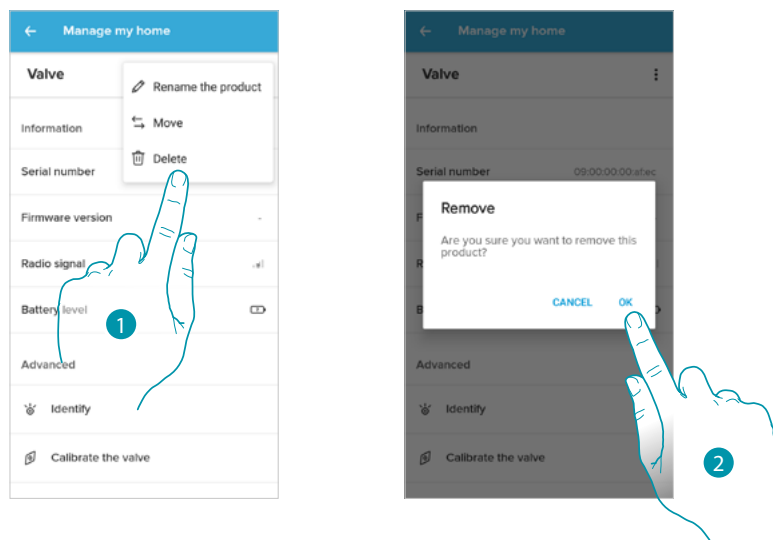 Manage my home
Valve
Rename the product
Move
Delete
Information
Serial number
Firmware version
-
Radio signal
Battery level
Advanced
Identify
Calibrate the valve
1
Manage my home
Valve
Information
Serial number 09:00:00:00:af:ec
F
Remove
Are you sure you want to remove this
product?
R
CANCEL OK
B
Advanced
Identify
Calibrate the valve
2